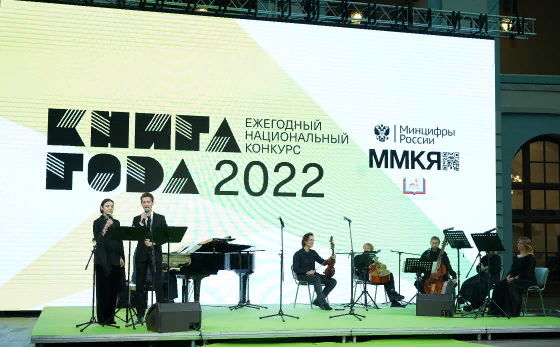 КНИГА
ГОДА 2022
ЕЖЕГОДНЫЙ
НАЦИОНАЛЬНЫЙ
КОНКУРС
Минцифры
России
ММКЯ